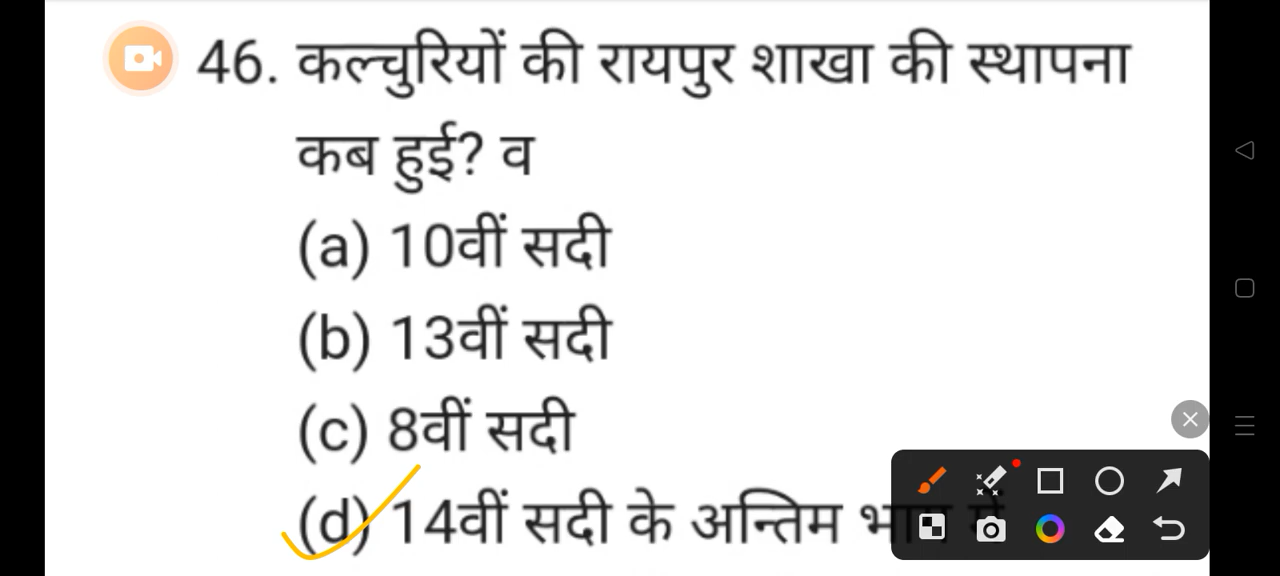 46. कल्चुरियों की रायपुर शाखा की स्थापना
कब हुई? व
(a) 10वीं सदी
(b) 13वीं सदी
(c) 8वीं सदी
(d) 14वीं सदी के अन्तिम